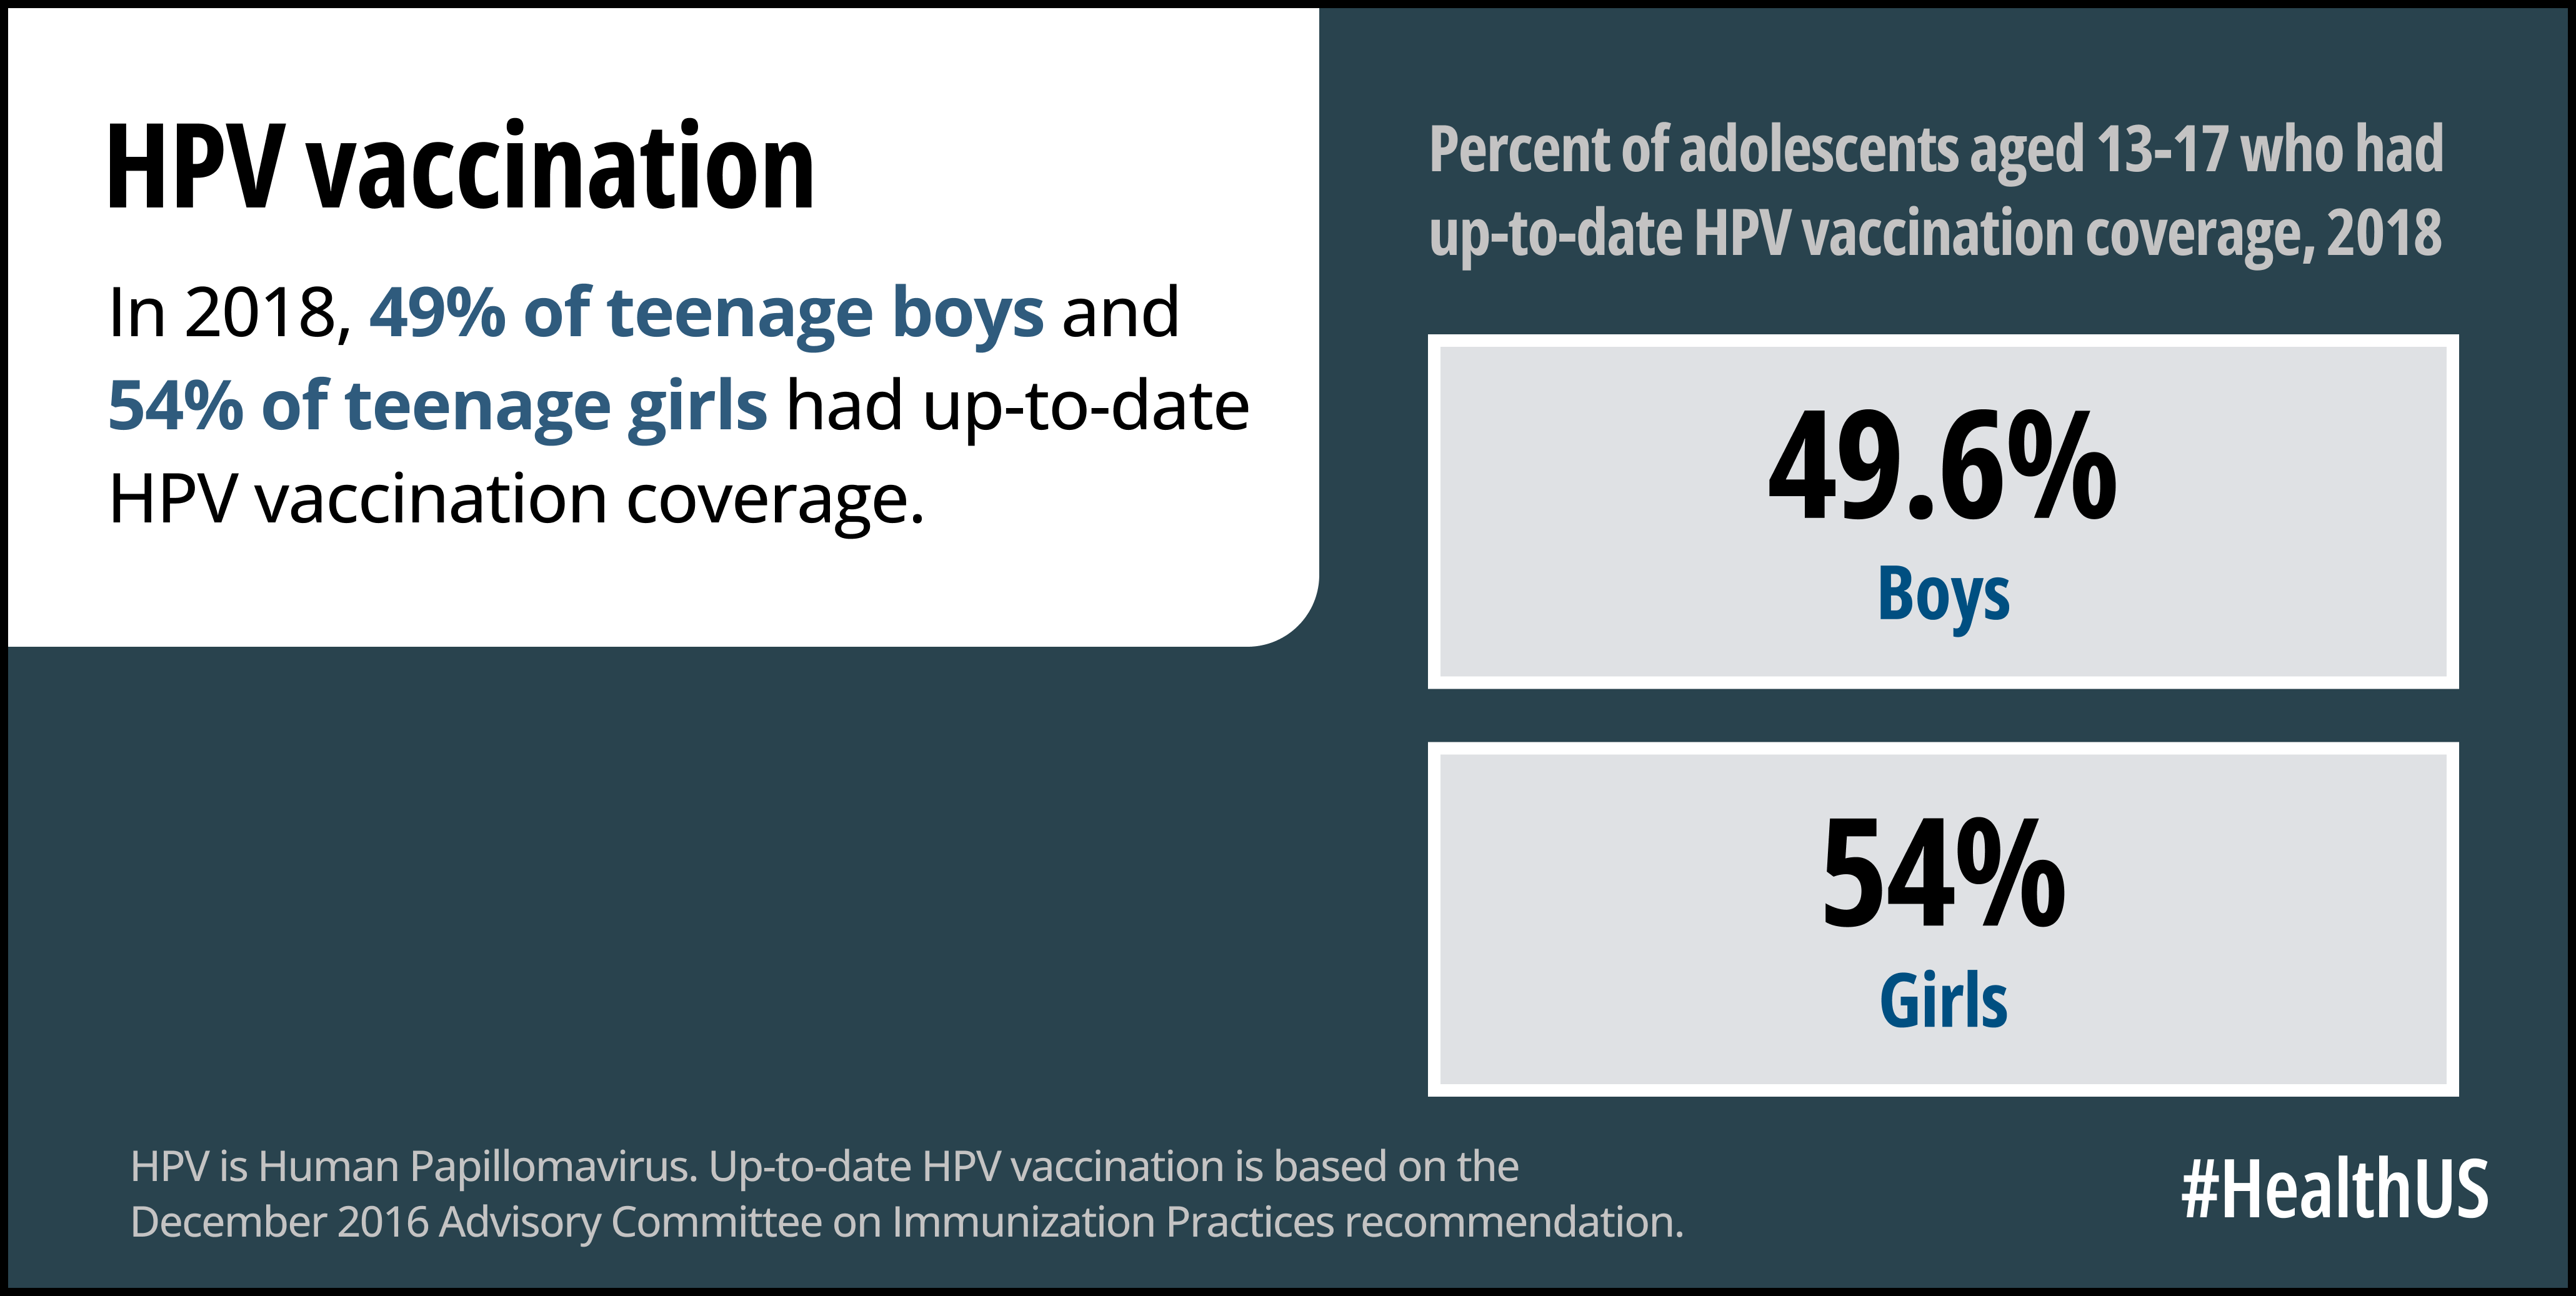 HPV vaccination
In 2018, 49% of teenage boys and
54% of teenage girls had up-to-date
HPV vaccination coverage.
Percent of adolescents aged 13-17 who had
up-to-date HPV vaccination coverage, 2018
49.6%
Boys
54%
Girls
HPV is Human Papillomavirus. Up-to-date HPV vaccination is based on the
December 2016 Advisory Committee on Immunization Practices recommendation.
#HealthUS